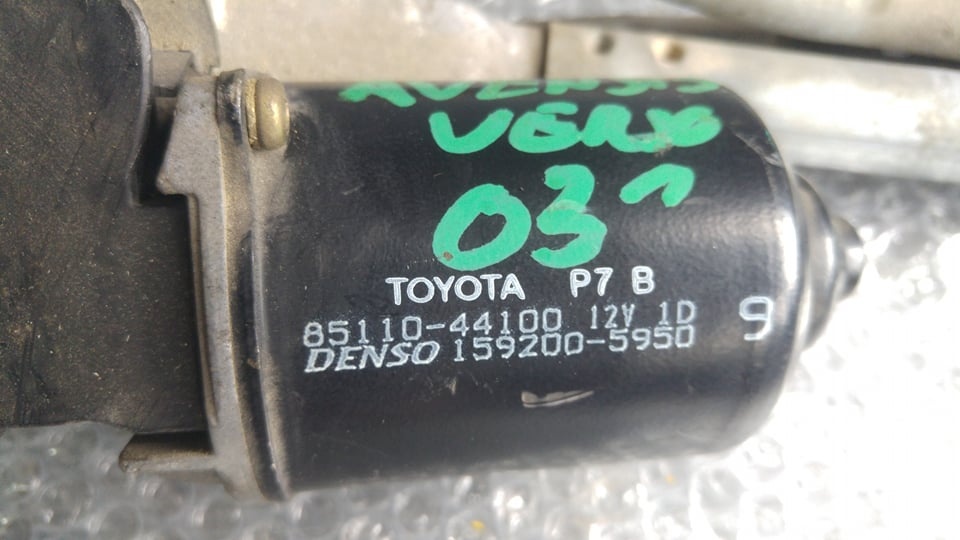 AVENSIS
VERSO
03^
TOYOTA P7 B
85110-44100 12V 1D
DENSO 159200-5950
9